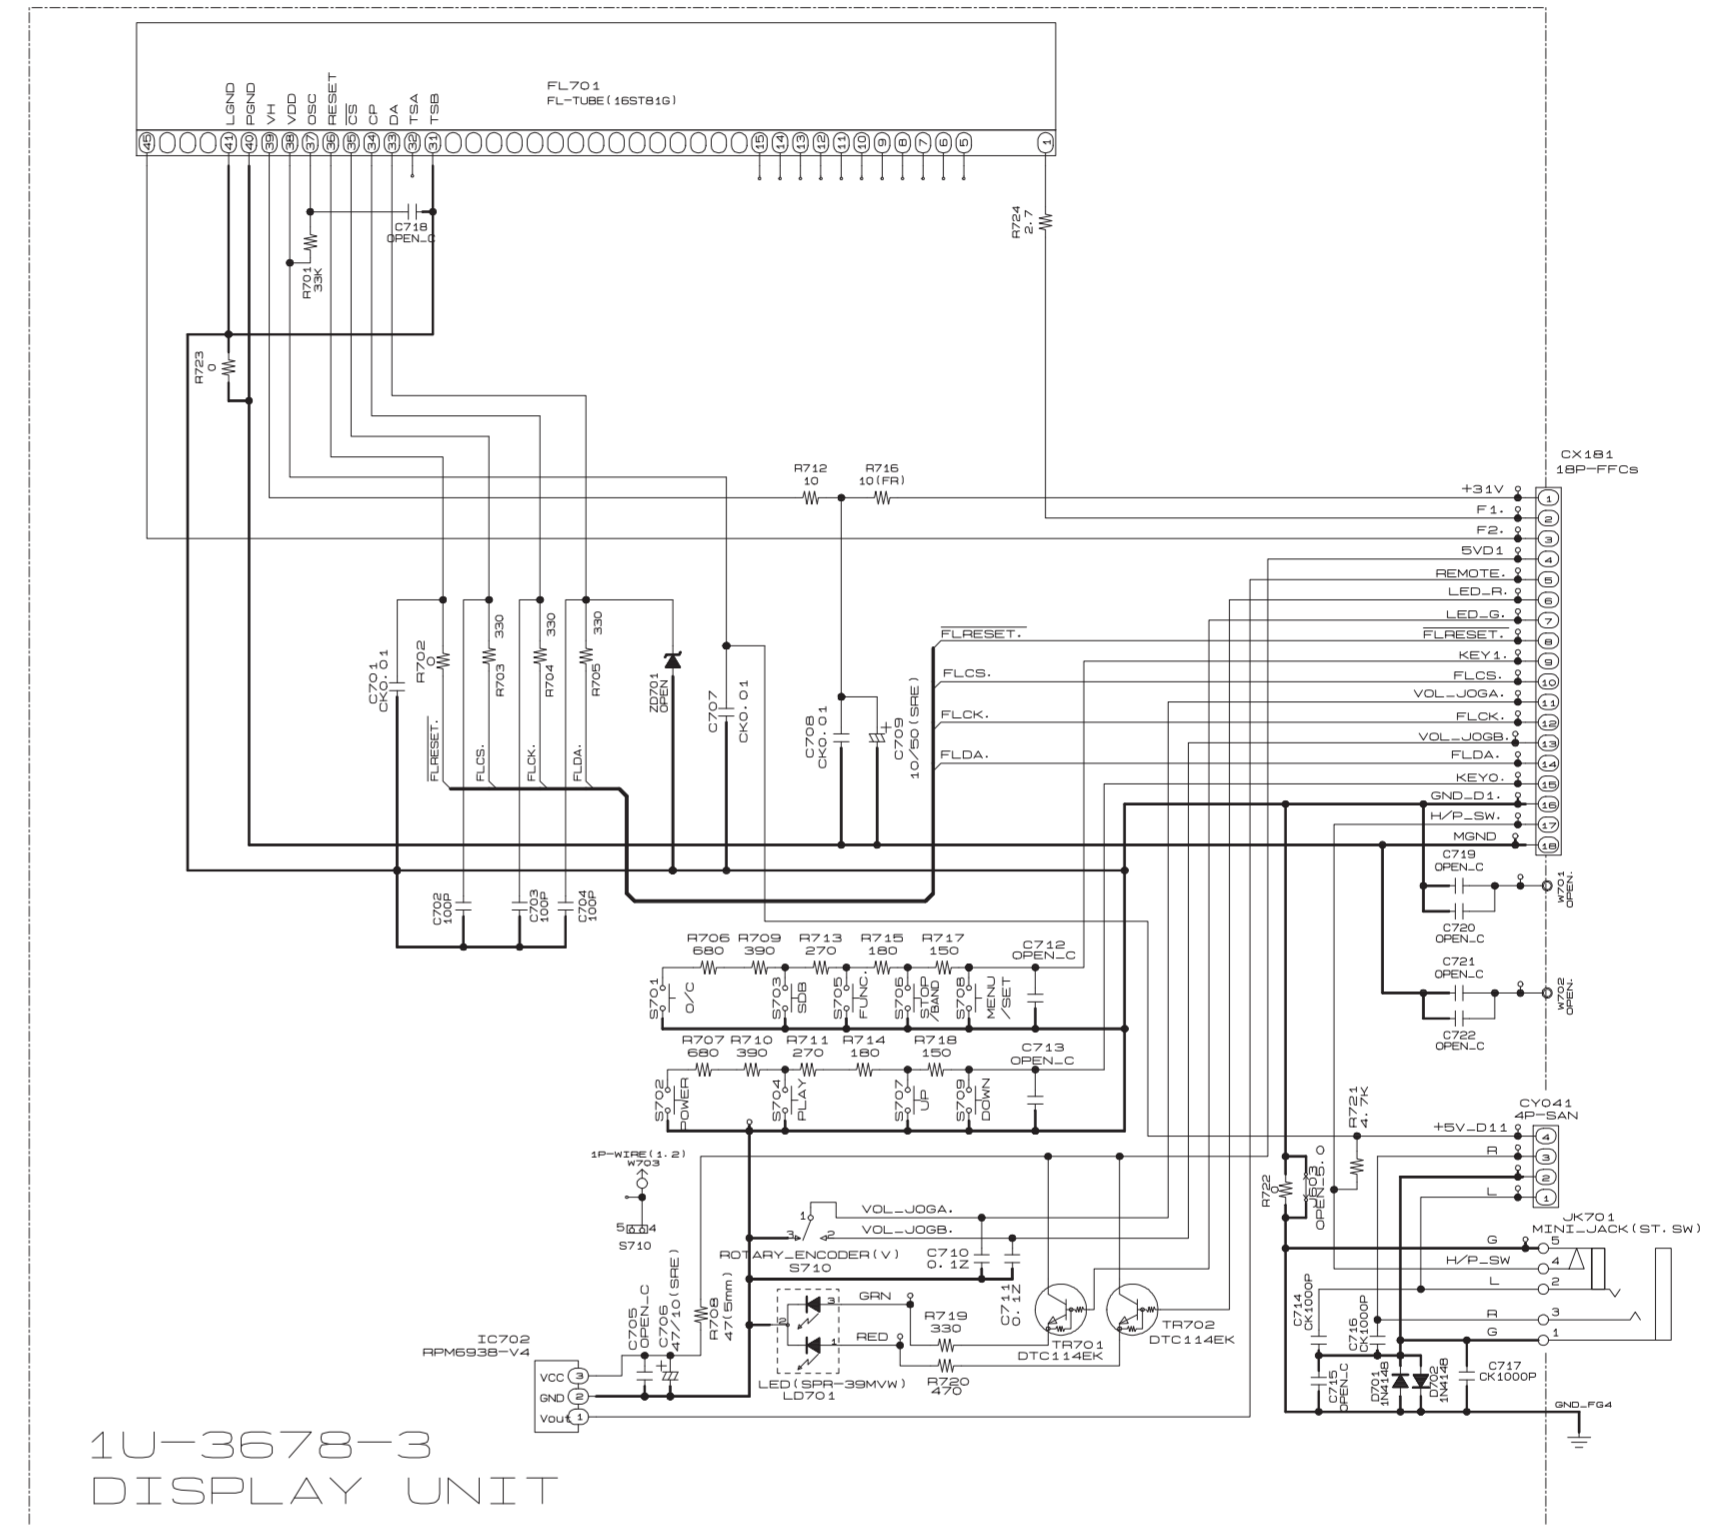 FL701
FL-TUBE(16ST81G)
LGND
PGND
VH
VDD
OSC
RESET
CS
CP
DA
TSA
TSB
45
41
40
39
38
37
36
35
34
33
32
31
15
14
13
12
11
10
9
8
7
6
5
1
C718
OPEN_C
R701
33K
R724
2.7
R723
0
CX181
18P-FFCs
R712
10
R716
10(FR)
+31V
1
F1.
2
F2.
3
5VD1
4
REMOTE.
5
LED_R.
6
LED_G.
7
FLRESET.
FLRESET.
8
KEY1.
9
FLCS.
FLCS.
10
VOL_JOGA.
11
FLCK.
FLCK.
12
VOL_JOGB.
13
FLDA.
FLDA.
14
KEY0.
15
GND_D1.
16
H/P_SW.
17
MGND
18
C701
CK0.01
R702
0
330
R703
330
R704
330
R705
ZD701
OPEN
C707
CK0.01
C708
CK0.01
C709
10/50(SRE)
+
FLRESET.
FLCS.
FLCK.
FLDA.
C702
100P
C703
100P
C704
100P
C719
OPEN_C
C720
OPEN_C
W701
OPEN.
C721
OPEN_C
C722
OPEN_C
W702
OPEN.
R706
680
R709
390
R713
270
R715
180
R717
150
C712
OPEN_C
S701
O/C
S703
SDB
S705
FUNC.
S706
STOP
/BAND
S708
MENU
/SET
R707
680
R710
390
R711
270
R714
180
R718
150
C713
OPEN_C
S702
POWER
S704
PLAY
S707
UP
S709
DOWN
R721
4.7K
CY041
4P-SAN
+5V_D11
4
R
3
2
L
1
1P-WIRE(1.2)
W703
5
4
S710
1
VOL_JOGA.
VOL_JOGB.
3
2
ROTARY_ENCODER(V)
S710
C710
0.1Z
C711
0.1Z
R722
0
OPEN_5.0
JK701
MINI_JACK(ST.SW)
G
5
H/P_SW
4
L
2
R
3
G
1
C705
OPEN_C
C706
47/10(SRE)
+
R708
47(5mm)
GRN
3
2
RED
1
LED(SPR-39MVW)
LD701
R719
330
R720
470
TR701
DTC114EK
TR702
DTC114EK
C714
CK1000P
C716
CK1000P
C715
OPEN_C
D701
1N4148
D702
1N4148
C717
CK1000P
GND_FG4
IC702
RPM6938-V4
VCC
3
GND
2
Vout
1
1U-3678-3
DISPLAY UNIT